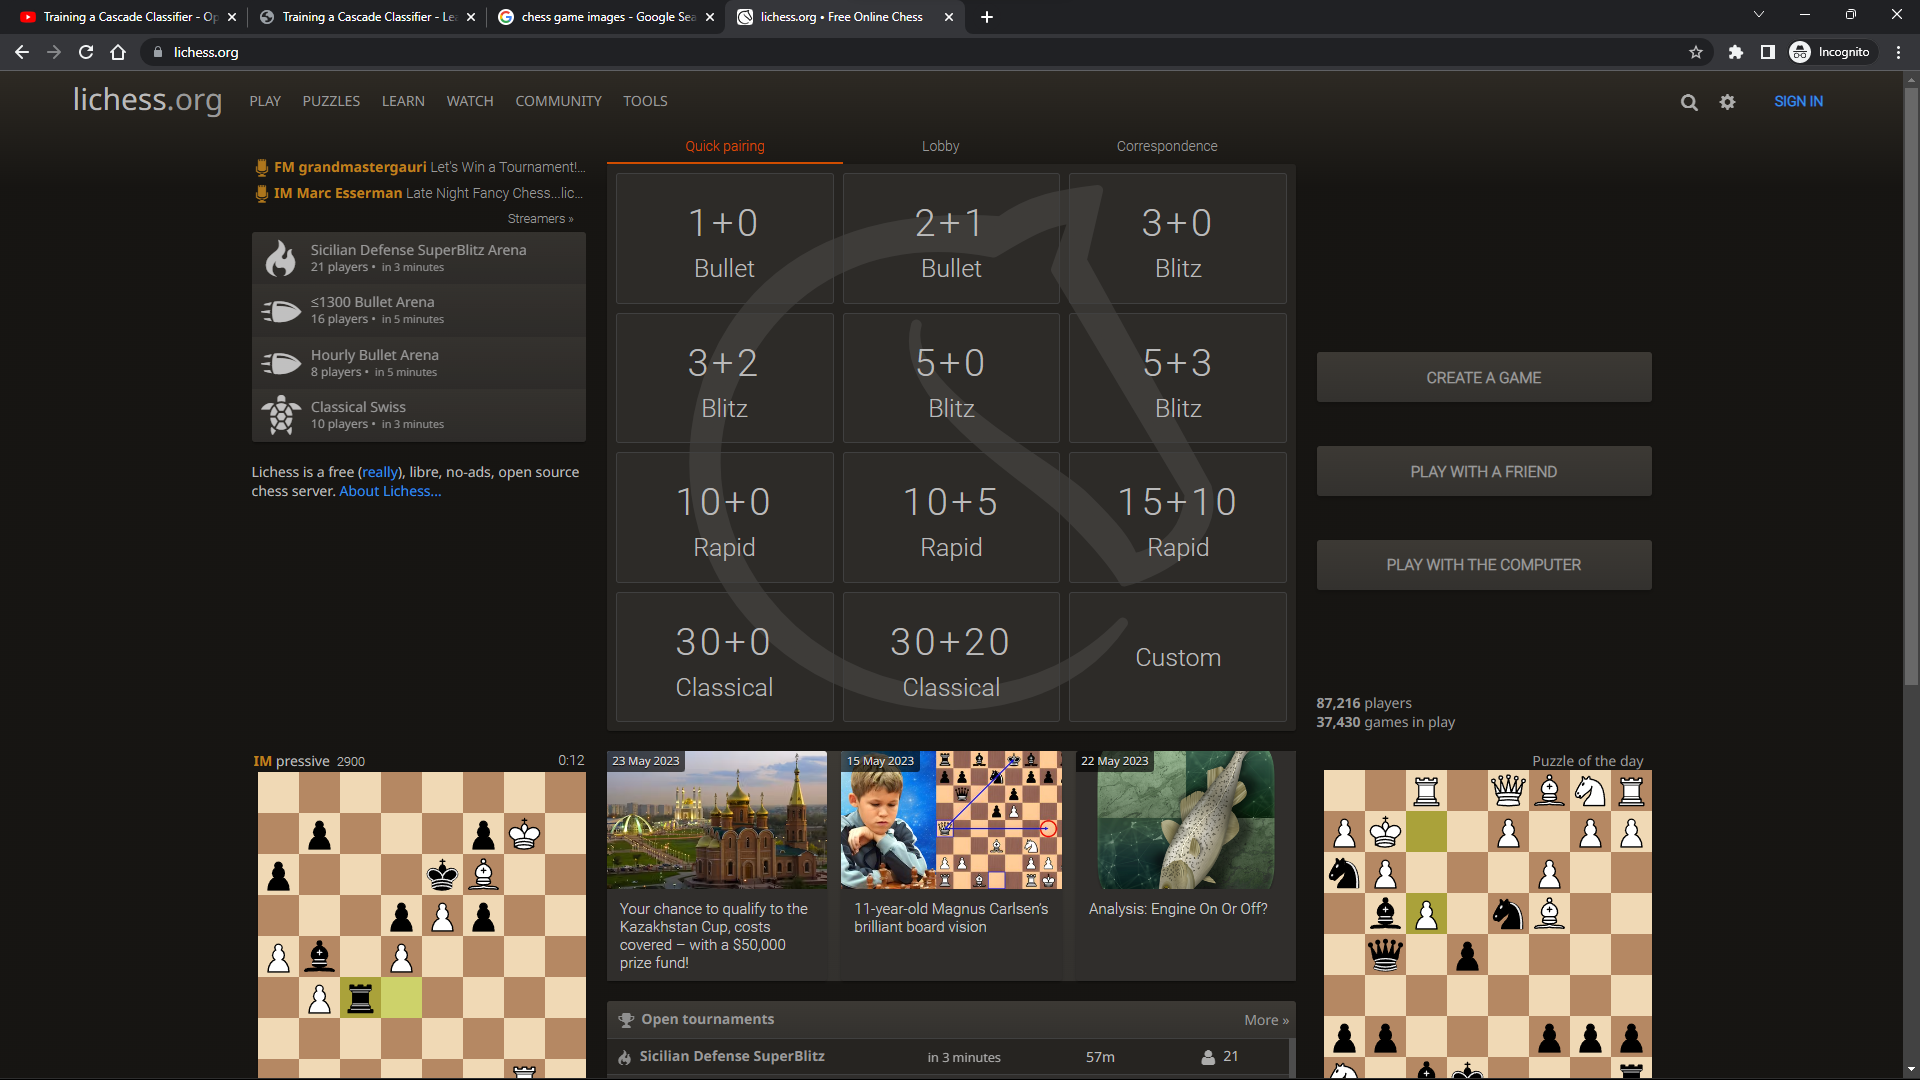 Training a Cascade Classifier - Op
Training a Cascade Classifier - Le
chess game images - Google Sea
lichess.org • Free Online Chess
lichess.org
Incognito
lichess.org
PLAY
PUZZLES
LEARN
WATCH
COMMUNITY
TOOLS
SIGN IN
FM grandmastergauri Let's Win a Tournament!...
IM Marc Esserman Late Night Fancy Chess...lic...
Streamers »
Sicilian Defense SuperBlitz Arena
21 players • in 3 minutes
≤1300 Bullet Arena
16 players • in 5 minutes
Hourly Bullet Arena
8 players • in 5 minutes
Classical Swiss
10 players • in 3 minutes
Lichess is a free (really), libre, no-ads, open source
chess server. About Lichess...
Quick pairing
Lobby
Correspondence
1+0
Bullet
2+1
Bullet
3+0
Blitz
3+2
Blitz
5+0
Blitz
5+3
Blitz
10+0
Rapid
10+5
Rapid
15+10
Rapid
30+0
Classical
30+20
Classical
Custom
CREATE A GAME
PLAY WITH A FRIEND
PLAY WITH THE COMPUTER
87,216 players
37,430 games in play
IM pressive 2900
0:12
23 May 2023
Your chance to qualify to the
Kazakhstan Cup, costs
covered – with a $50,000
prize fund!
15 May 2023
11-year-old Magnus Carlsen's
brilliant board vision
22 May 2023
Analysis: Engine On Or Off?
Puzzle of the day
Open tournaments
More »
Sicilian Defense SuperBlitz
in 3 minutes
57m
21